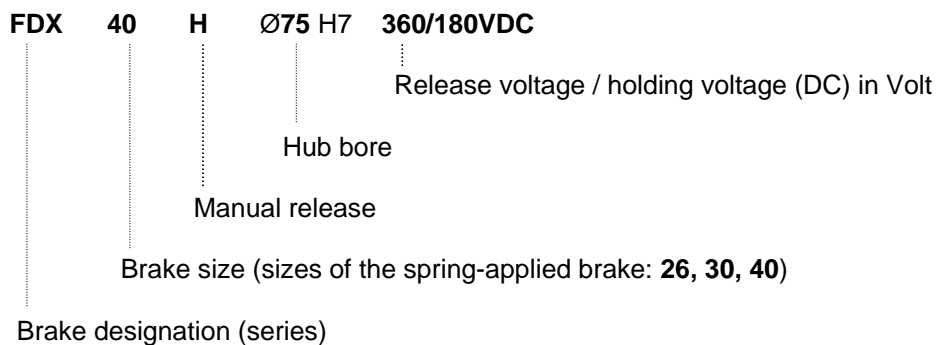 FDX 40 H Ø75 H7 360/180VDC
Release voltage / holding voltage (DC) in Volt
Hub bore
Manual release
Brake size (sizes of the spring-applied brake: 26, 30, 40)
Brake designation (series)